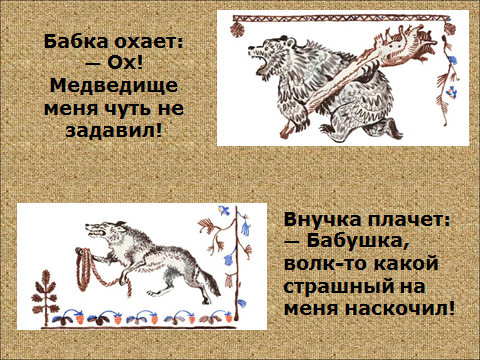 Бабка охает:
— Ох!
Медведище
меня чуть не
задавил!
Внучка плачет:
— Бабушка,
волк-то какой
страшный на
меня наскочил!